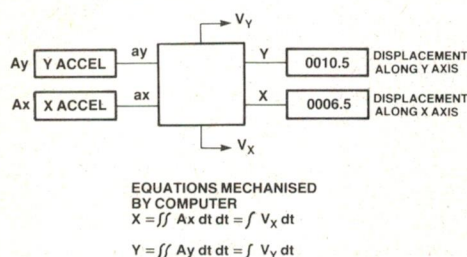 V_Y
Ay Y ACCEL ay Y 0010.5 DISPLACEMENT
ALONG Y AXIS
Ax X ACCEL ax X 0006.5 DISPLACEMENT
ALONG X AXIS
V_X
EQUATIONS MECHANISED
BY COMPUTER
X = ∫∫ Ax dt dt = ∫ V_X dt
Y = ∫∫ Ay dt dt = ∫ V_Y dt